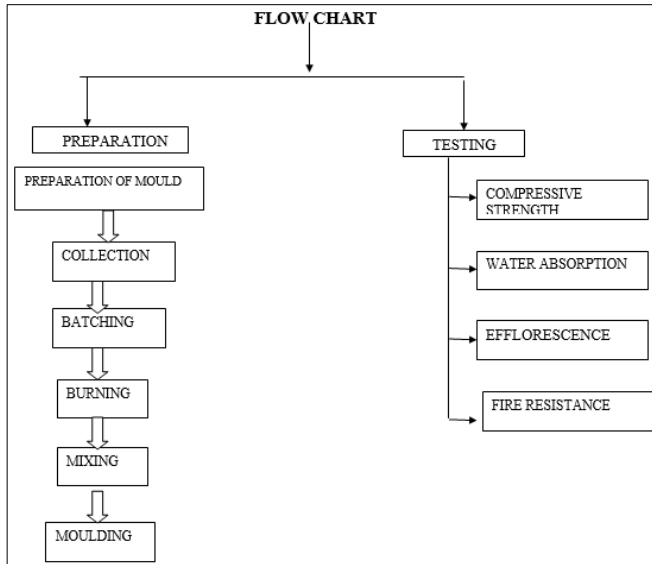 FLOW CHART
PREPARATION
PREPARATION OF MOULD
COLLECTION
BATCHING
BURNING
MIXING
MOULDING
TESTING
COMPRESSIVE
STRENGTH
WATER ABSORPTION
EFFLORESCENCE
FIRE RESISTANCE